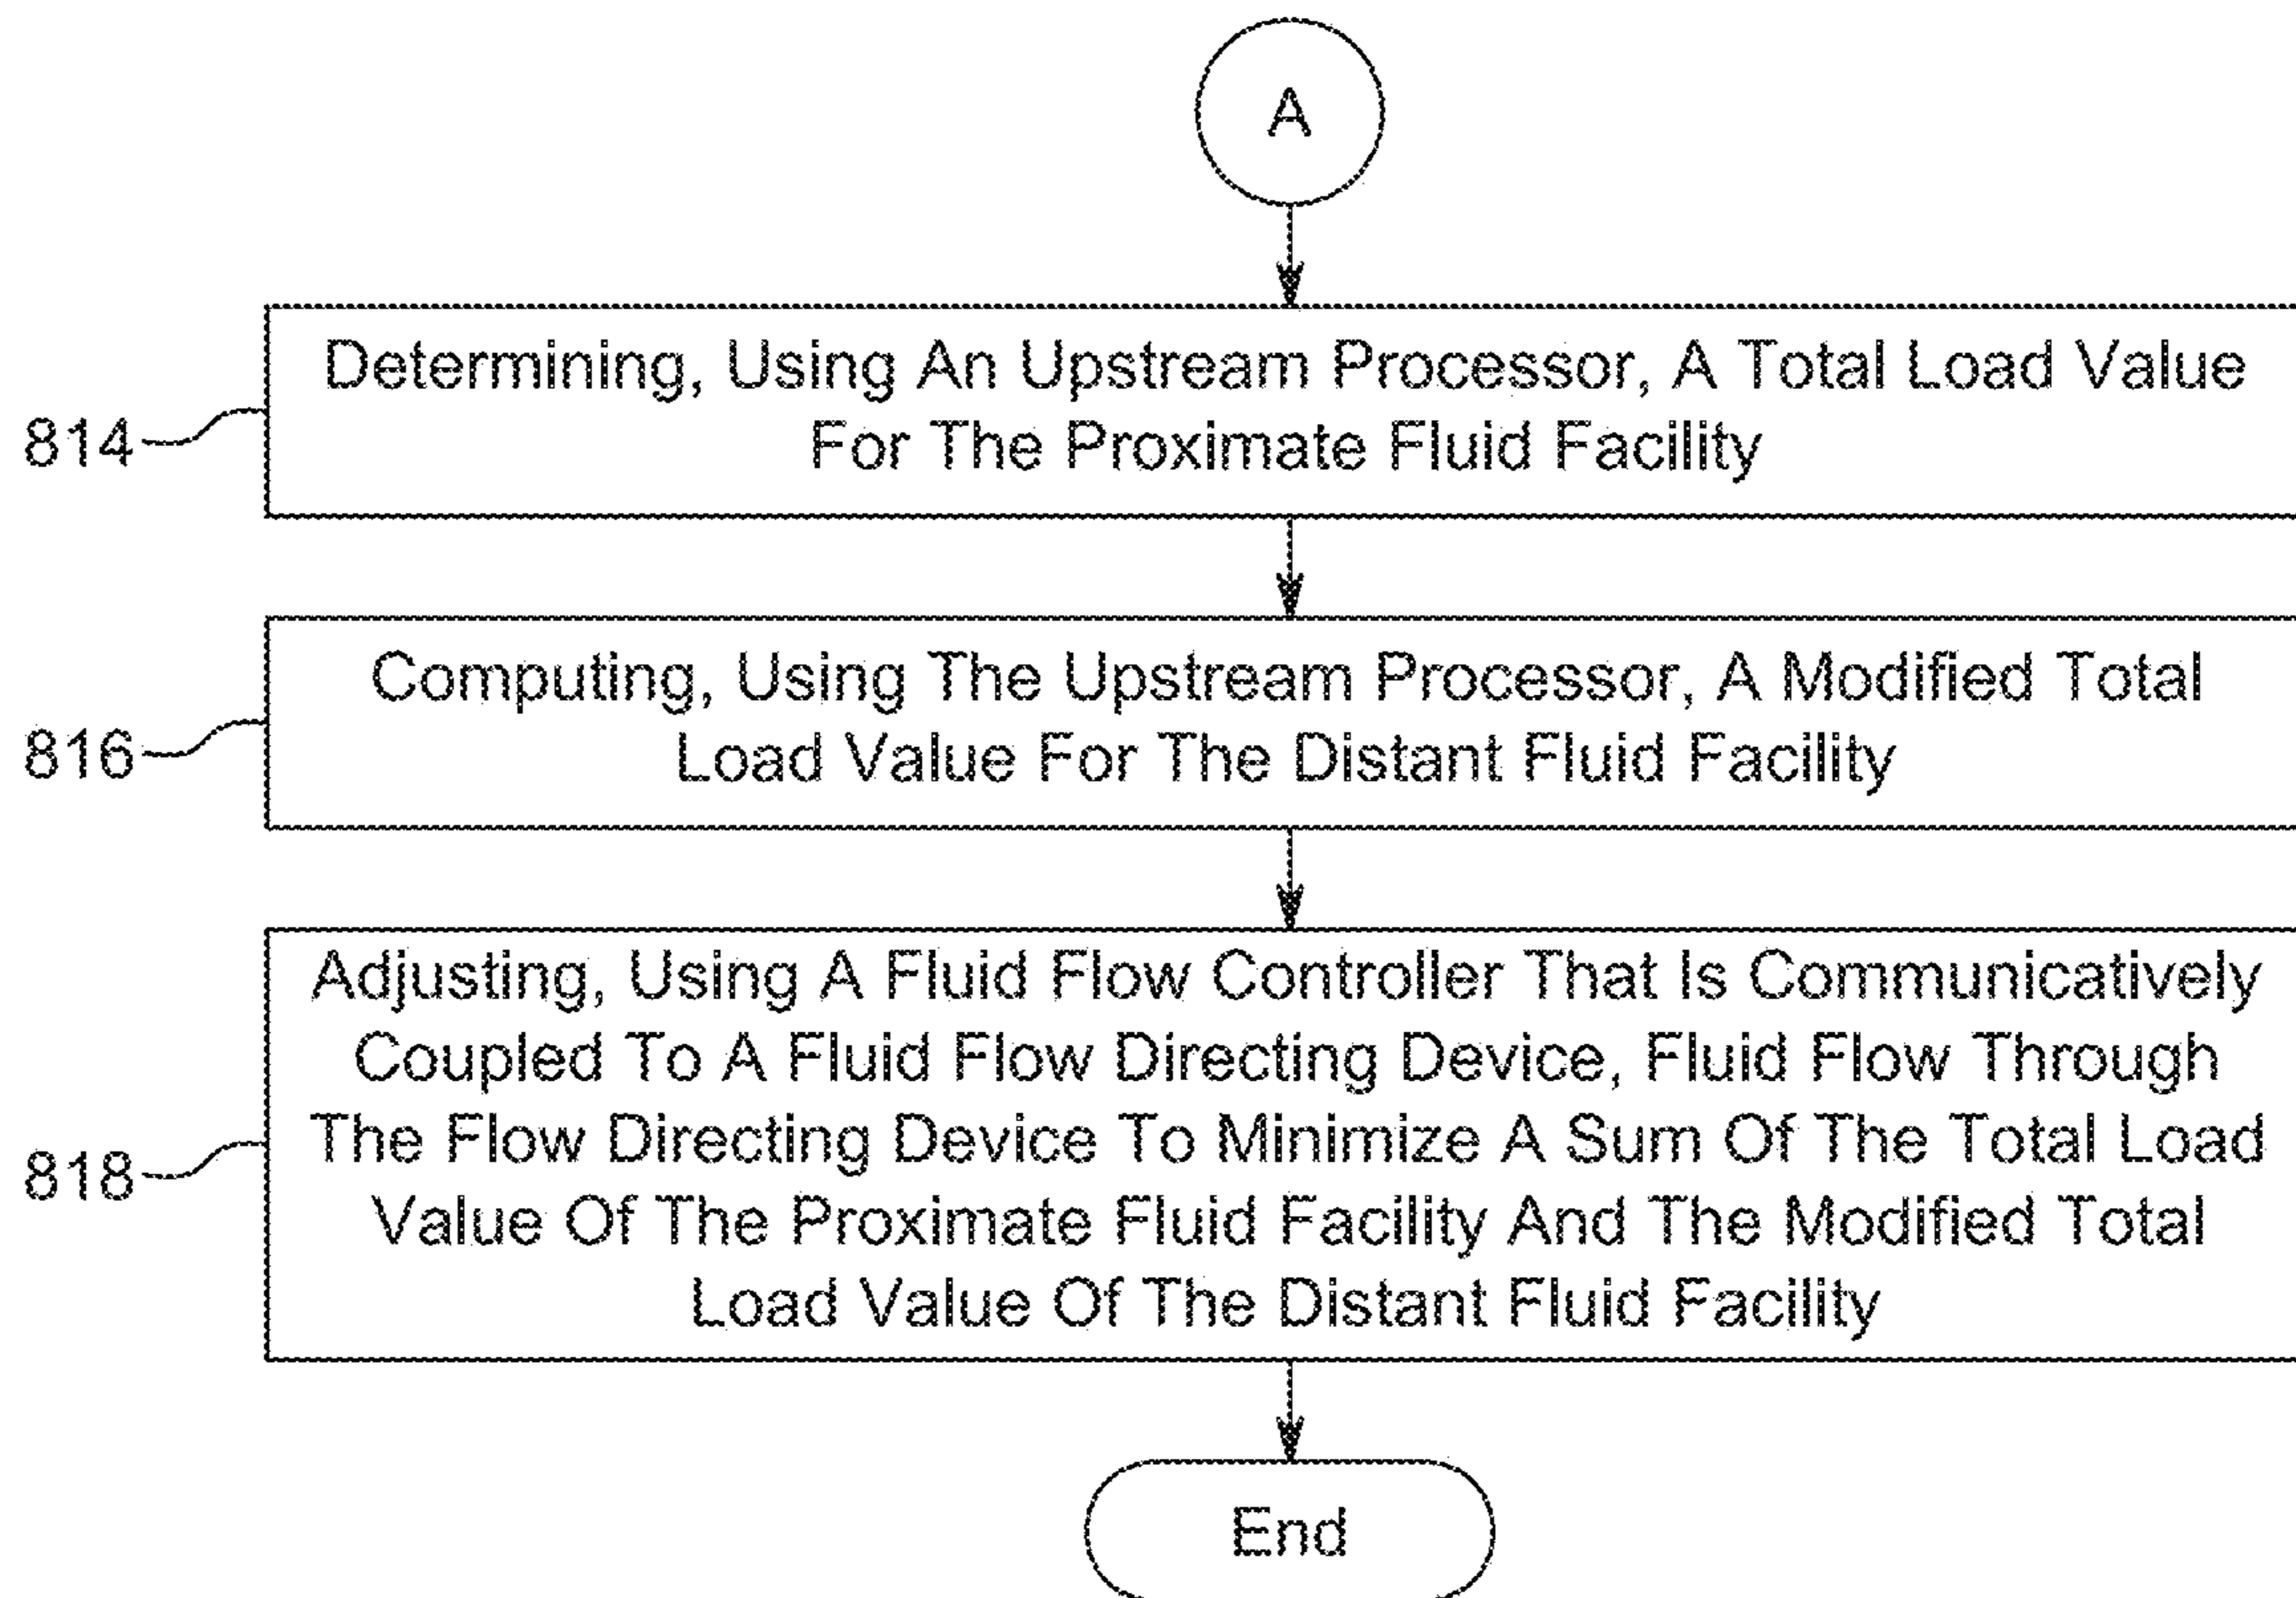 A
Determining, Using An Upstream Processor, A Total Load Value
For The Proximate Fluid Facility
814
Computing, Using The Upstream Processor, A Modified Total
Load Value For The Distant Fluid Facility
816
Adjusting, Using A Fluid Flow Controller That Is Communicatively
Coupled To A Fluid Flow Directing Device, Fluid Flow Through
The Flow Directing Device To Minimize A Sum Of The Total Load
Value Of The Proximate Fluid Facility And The Modified Total
Load Value Of The Distant Fluid Facility
818
End